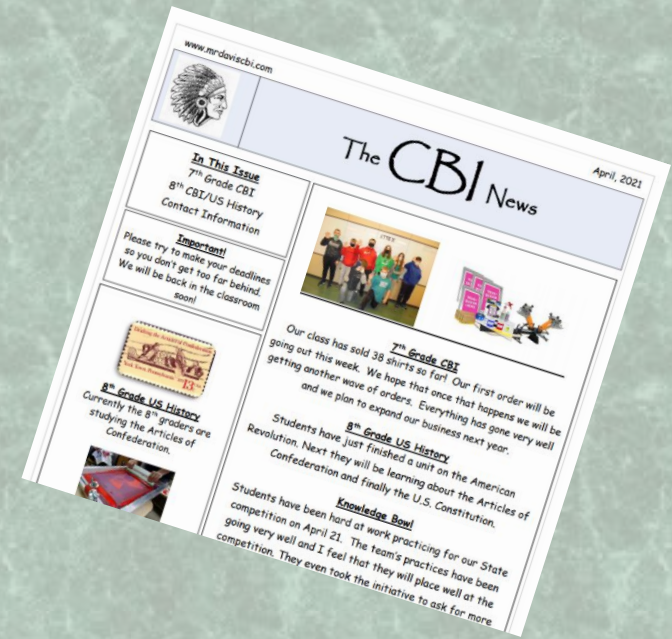 www.mrdaviscbi.com
April, 2021
The CBI News
In This Issue
7th Grade CBI
8th CBI/US History
Contact Information
Important!
Please try to make your deadlines
so you don't get too far behind.
We will be back in the classroom
soon!
8th Grade US History
Currently the 8th graders are
studying the Articles of
Confederation.
7th Grade CBI
Our class has sold 38 shirts so far! Our first order will be
going out this week. We hope that once that happens we will be
getting another wave of orders. Everything has gone very well
and we plan to expand our business next year.
8th Grade US History
Students have just finished a unit on the American
Revolution. Next they will be learning about the Articles of
Confederation and finally the U.S. Constitution.
Knowledge Bowl
Students have been hard at work practicing for our State
competition on April 21. The team's practices have been
going very well and I feel that they will place well at the
competition. They even took the initiative to ask for more